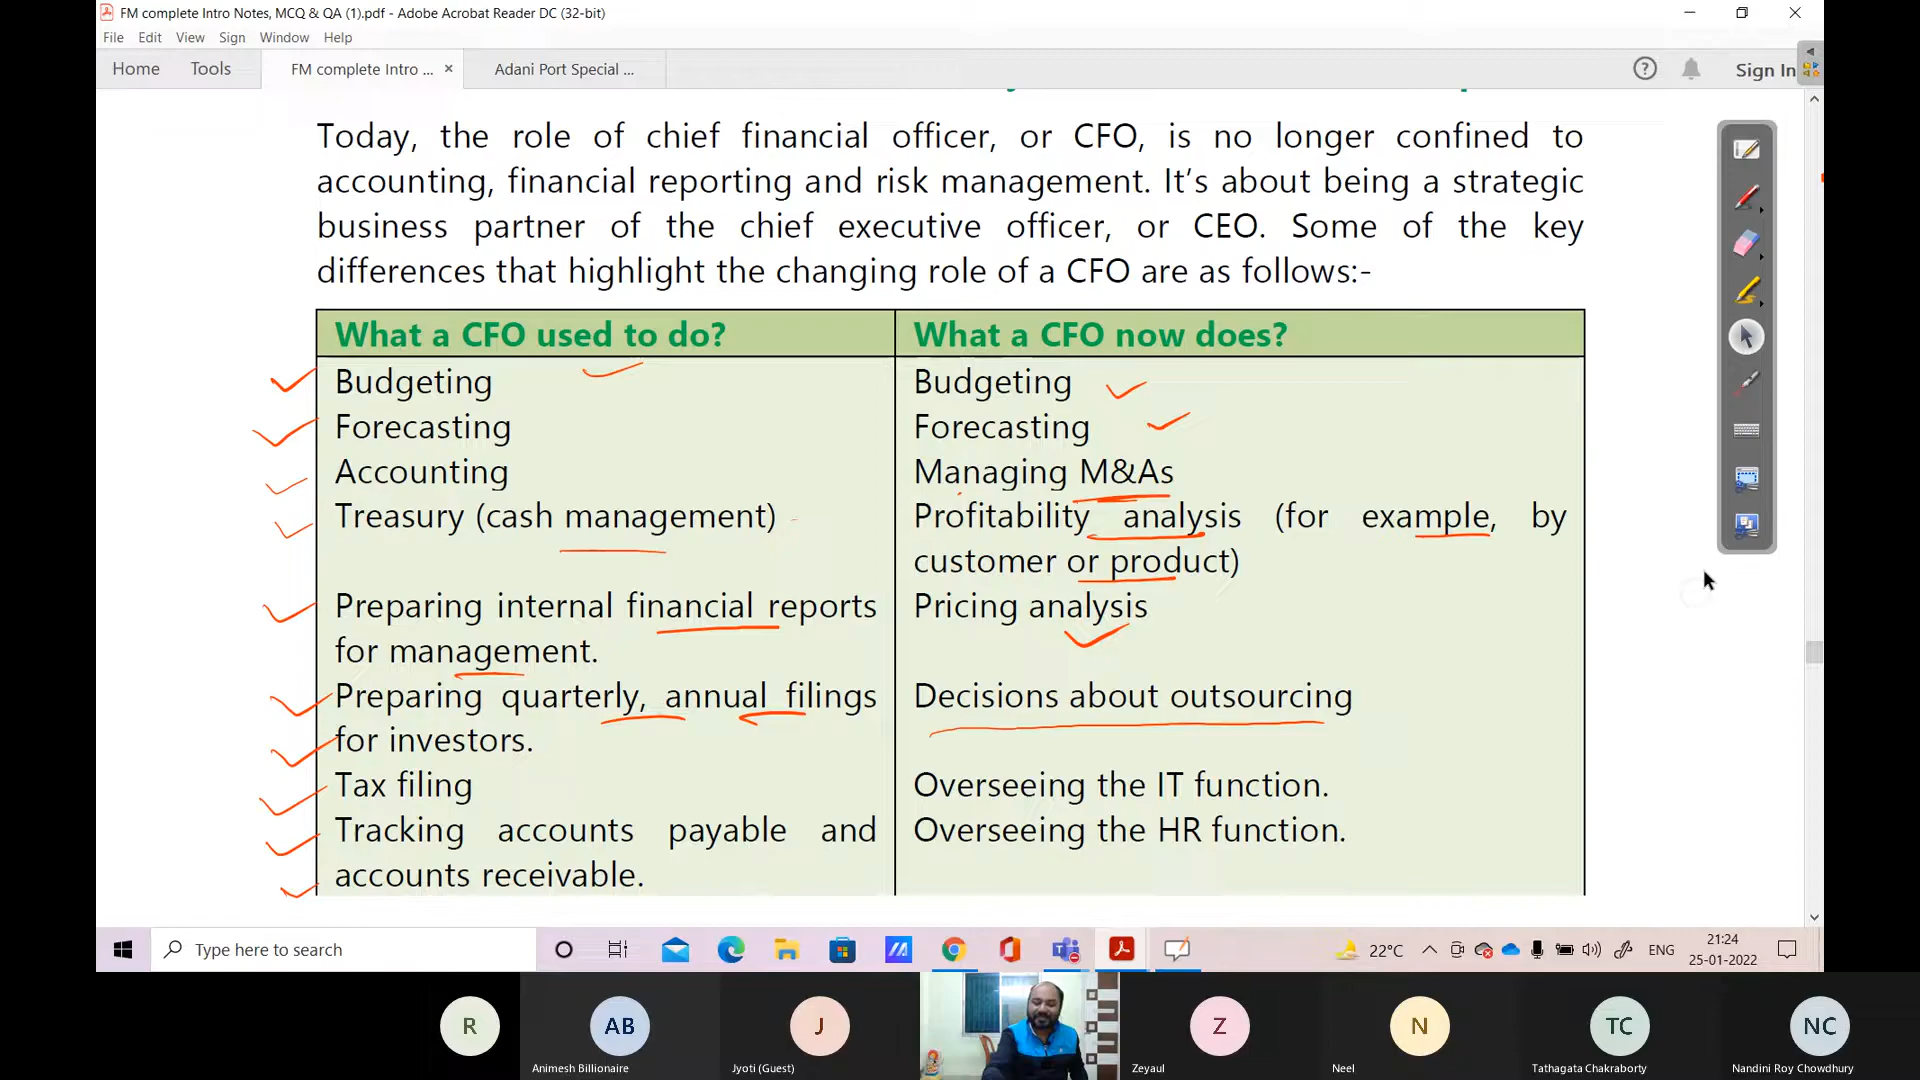 FM complete Intro Notes, MCQ & QA (1).pdf - Adobe Acrobat Reader DC (32-bit)
File Edit View Sign Window Help
Home Tools FM complete Intro ... × Adani Port Special ... Sign In
Today, the role of chief financial officer, or CFO, is no longer confined to
accounting, financial reporting and risk management. It’s about being a strategic
business partner of the chief executive officer, or CEO. Some of the key
differences that highlight the changing role of a CFO are as follows:-
What a CFO used to do?
Budgeting
Forecasting
Accounting
Treasury (cash management)
Preparing internal financial reports
for management.
Preparing quarterly, annual filings
for investors.
Tax filing
Tracking accounts payable and
accounts receivable.
What a CFO now does?
Budgeting
Forecasting
Managing M&As
Profitability analysis (for example, by
customer or product)
Pricing analysis
Decisions about outsourcing
Overseeing the IT function.
Overseeing the HR function.
Type here to search
22°C
ENG
21:24
25-01-2022
R
AB
J
Z
N
TC
NC
Animesh Billionaire
Jyoti (Guest)
Zeyaul
Neel
Tathagata Chakraborty
Nandini Roy Chowdhury